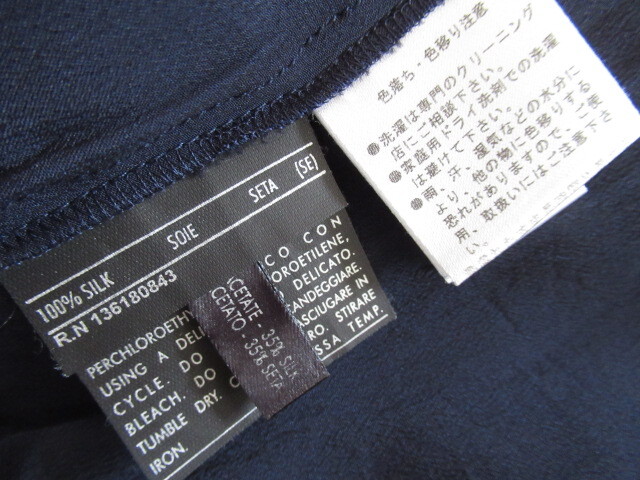 100% SILK SOIE SETA (SE)
R.N 136180843
PERCHLOROETHY
USING A DELI
CYCLE. DO
BLEACH. DO
TUMBLE DRY.
IRON.
CO CON
OROETILENE,
DELICATO.
ANDEGGIARE.
ASCIUGARE IN
RO. STIRARE
SSA TEMP.
ACETATE - 35% SILK
CETATO - 35% SETA
色落ち・色移り注意
●洗濯は専門のクリーニング
店にご相談下さい。
●家庭用ドライ洗剤での洗濯
は避けて下さい。
●雨、汗、湿気などの水分に
より、他の物に色移りする
恐れがありますので、ご使
用、取扱いにはご注意下さ
い。